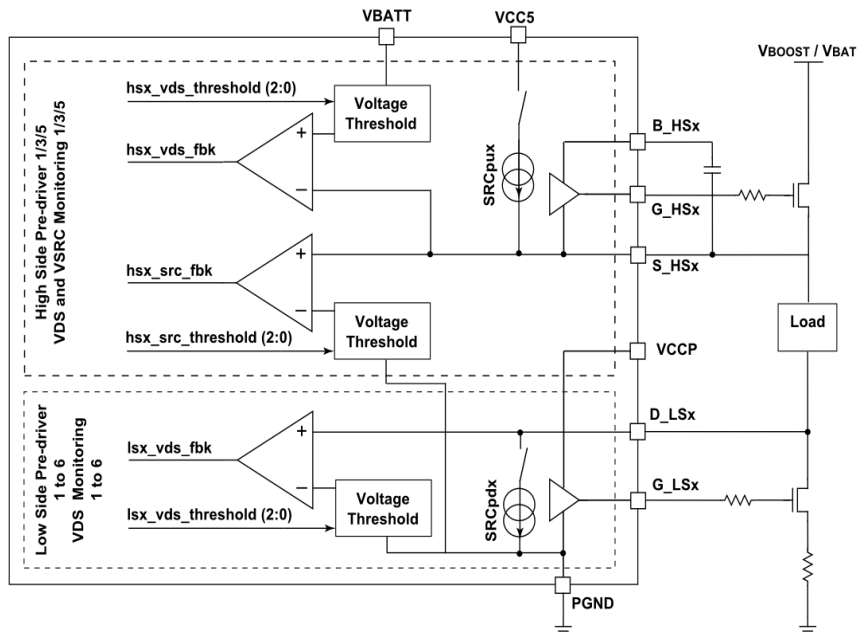 VBATT
VCC5
VBOOST / VBAT
High Side Pre-driver 1/3/5
VDS and VSRC Monitoring 1/3/5
hsx_vds_threshold (2:0)
Voltage
Threshold
hsx_vds_fbk
+
−
SRCpux
B_HSx
G_HSx
S_HSx
hsx_src_fbk
+
−
hsx_src_threshold (2:0)
Voltage
Threshold
Load
VCCP
Low Side Pre-driver
1 to 6
VDS Monitoring
1 to 6
lsx_vds_fbk
+
−
lsx_vds_threshold (2:0)
Voltage
Threshold
SRCpdx
D_LSx
G_LSx
PGND